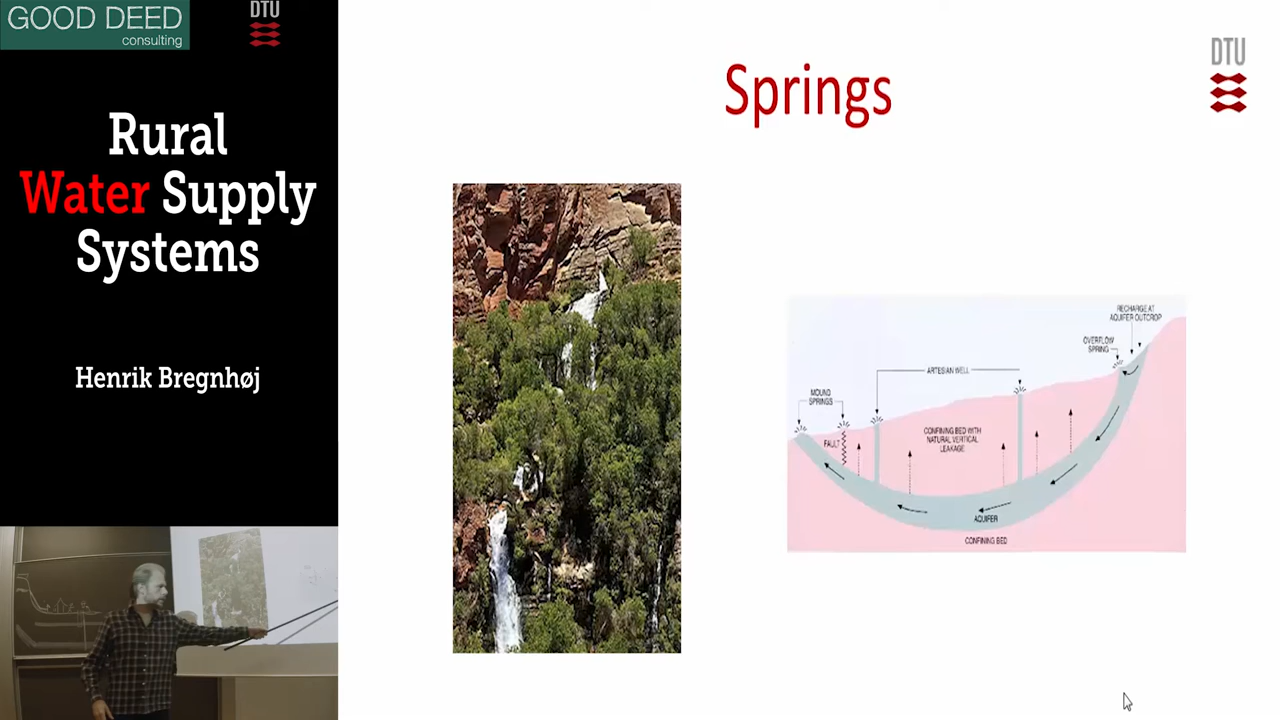 GOOD DEED
consulting
DTU
Rural
Water Supply
Systems
Henrik Bregnhøj
Springs
DTU
RECHARGE AT
AQUIFER OUTCROP
OVERFLOW
SPRING
ARTESIAN WELL
MOUND
SPRINGS
FAULT
CONFINING BED WITH
NATURAL VERTICAL
LEAKAGE
AQUIFER
CONFINING BED